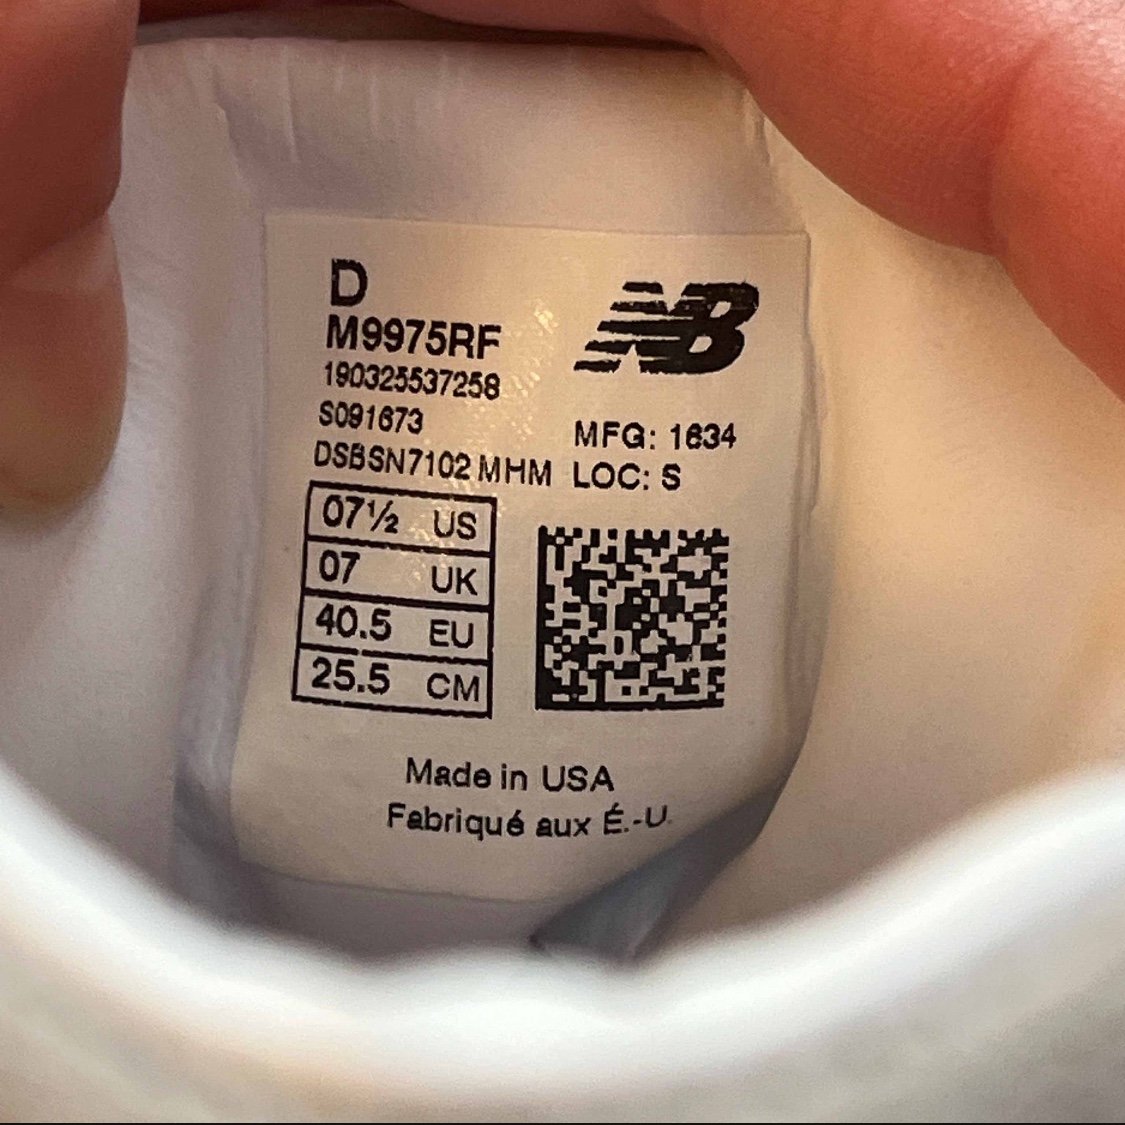 D
NB
M9975RF
190325537258
S091673
MFG: 1634
DSBSN7102 MHM LOC: S
07½ US
07 UK
40.5 EU
25.5 CM
Made in USA
Fabriqué aux É.-U.